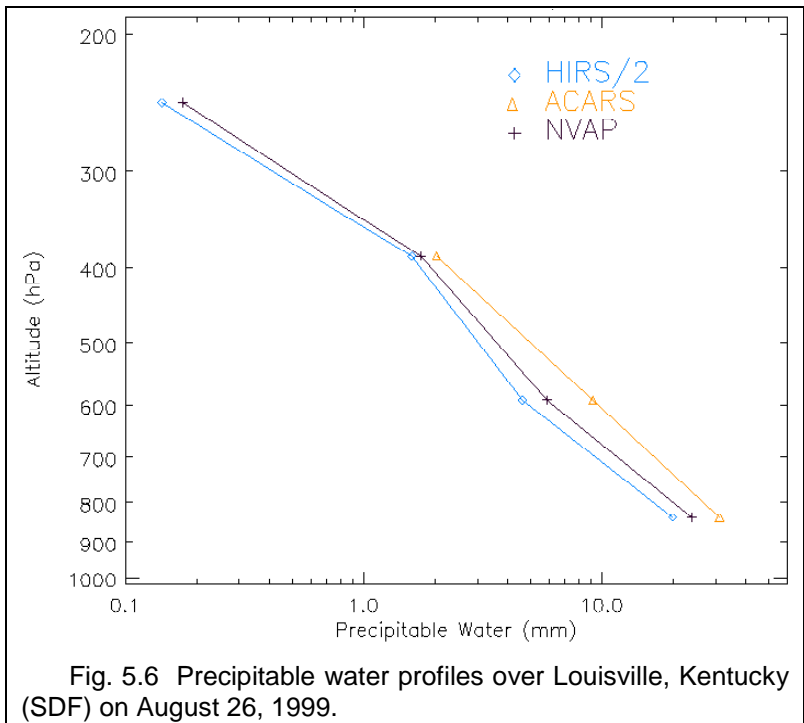 200
300
400
500
600
700
800
900
1000
Altitude (hPa)
HIRS/2
ACARS
NVAP
0.1
1.0
10.0
Precipitable Water (mm)
Fig. 5.6 Precipitable water profiles over Louisville, Kentucky
(SDF) on August 26, 1999.